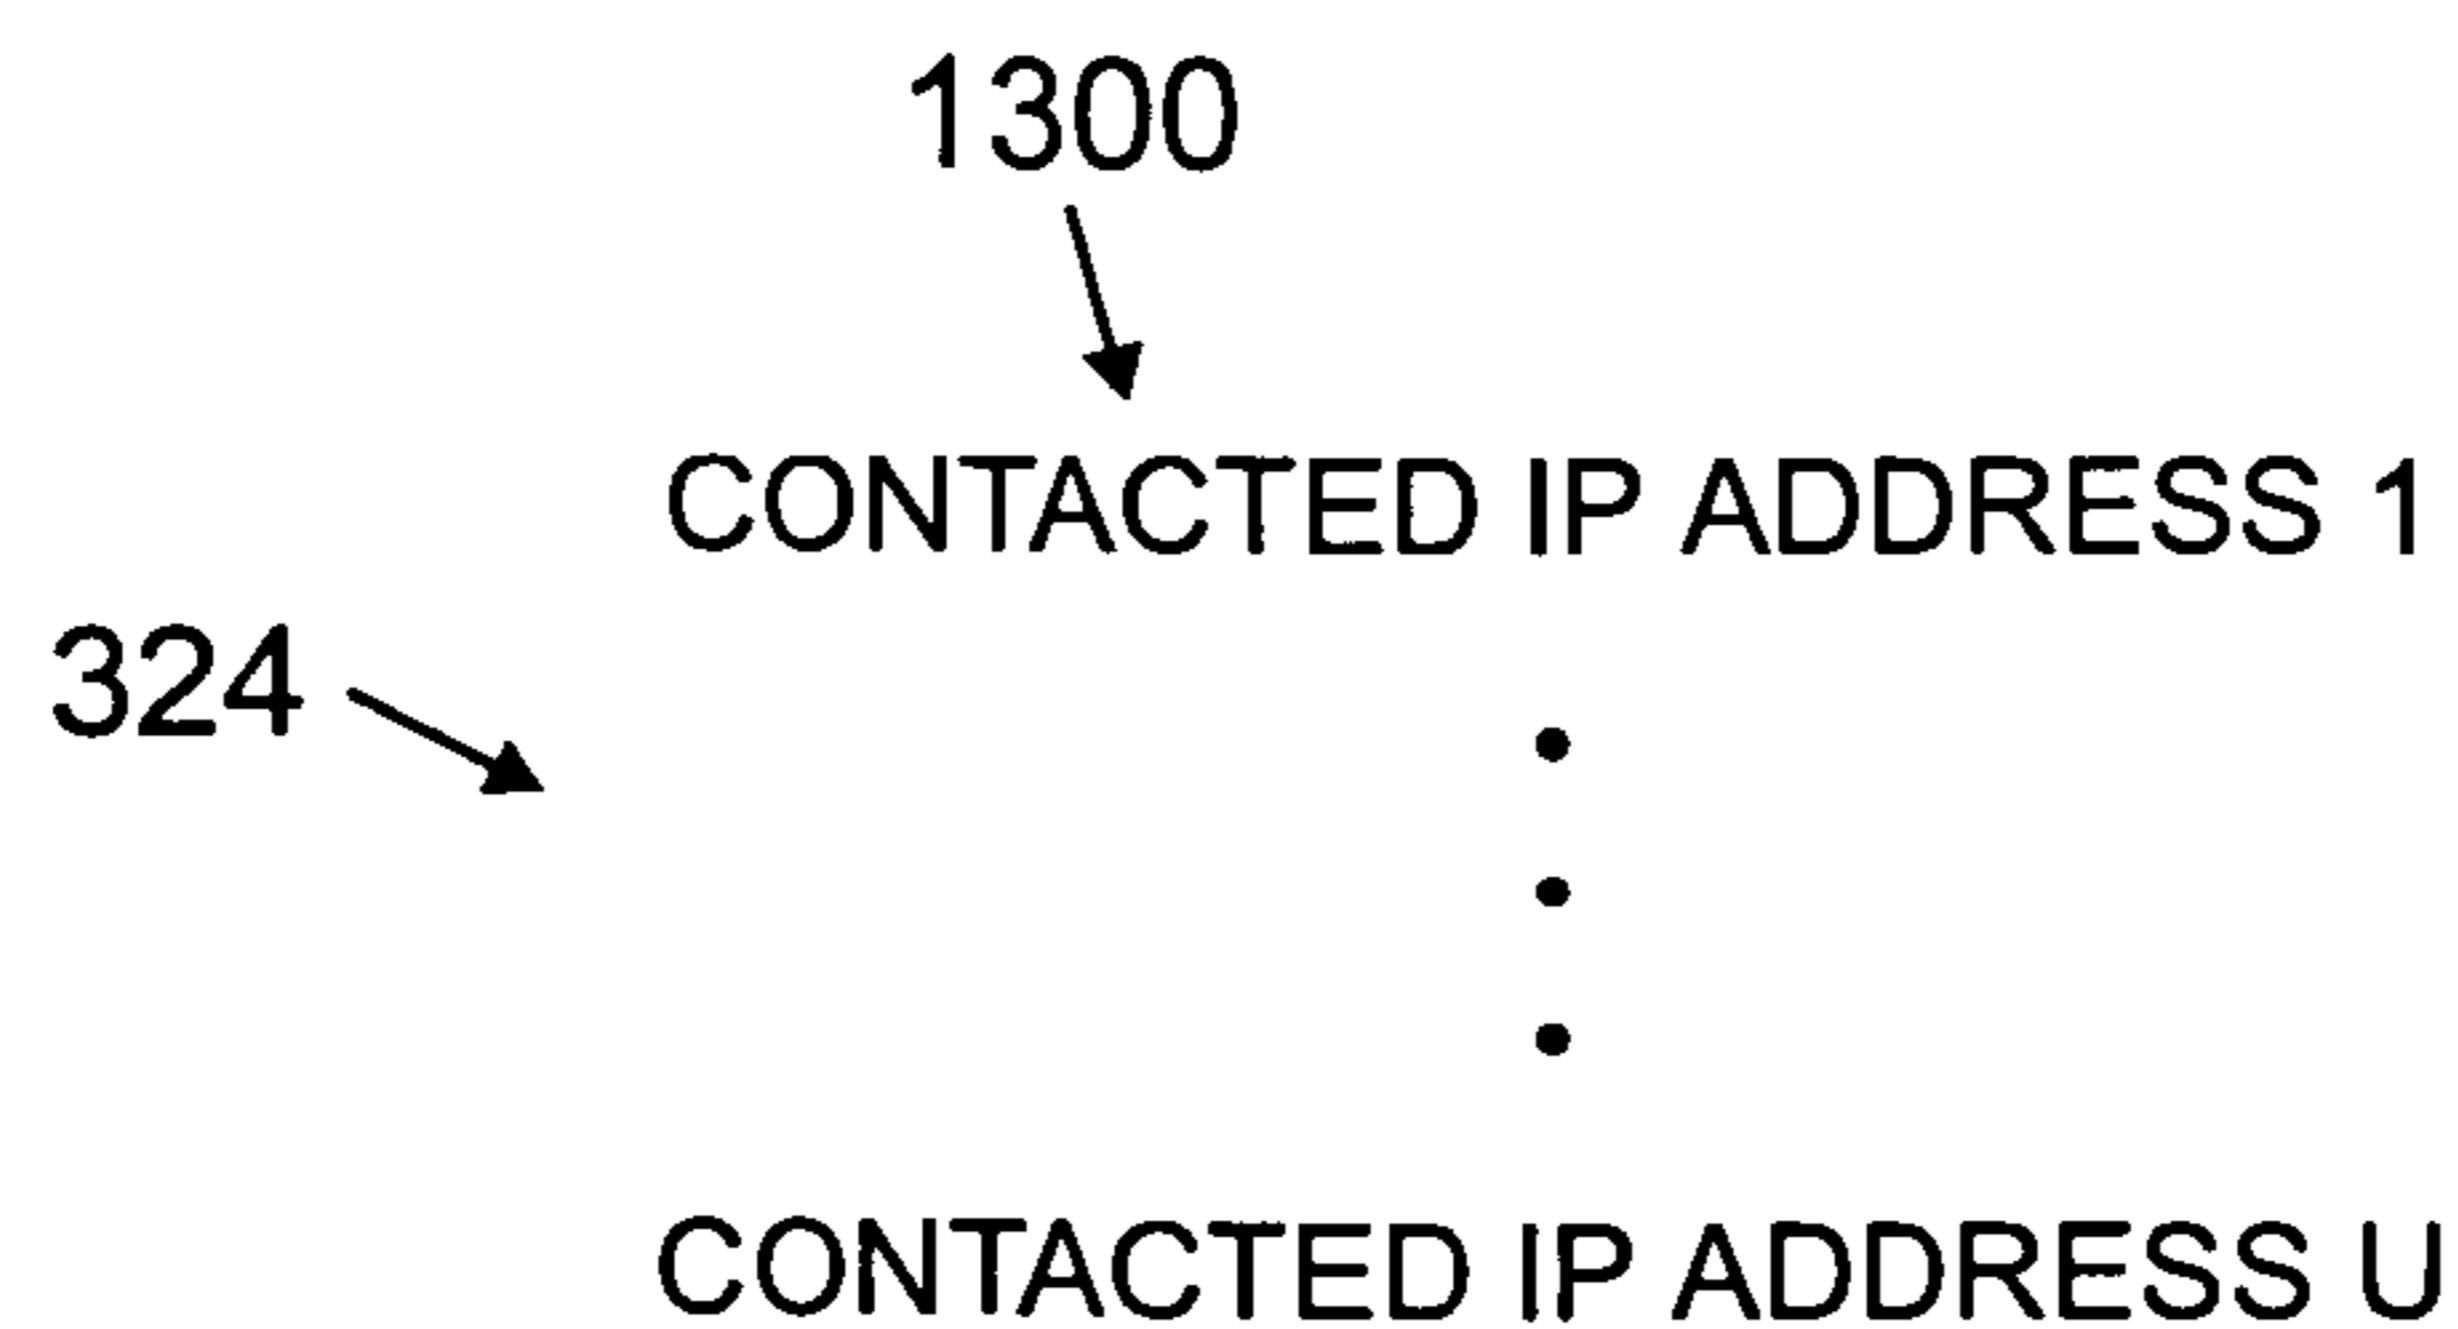 1300
CONTACTED IP ADDRESS 1
324
CONTACTED IP ADDRESS U